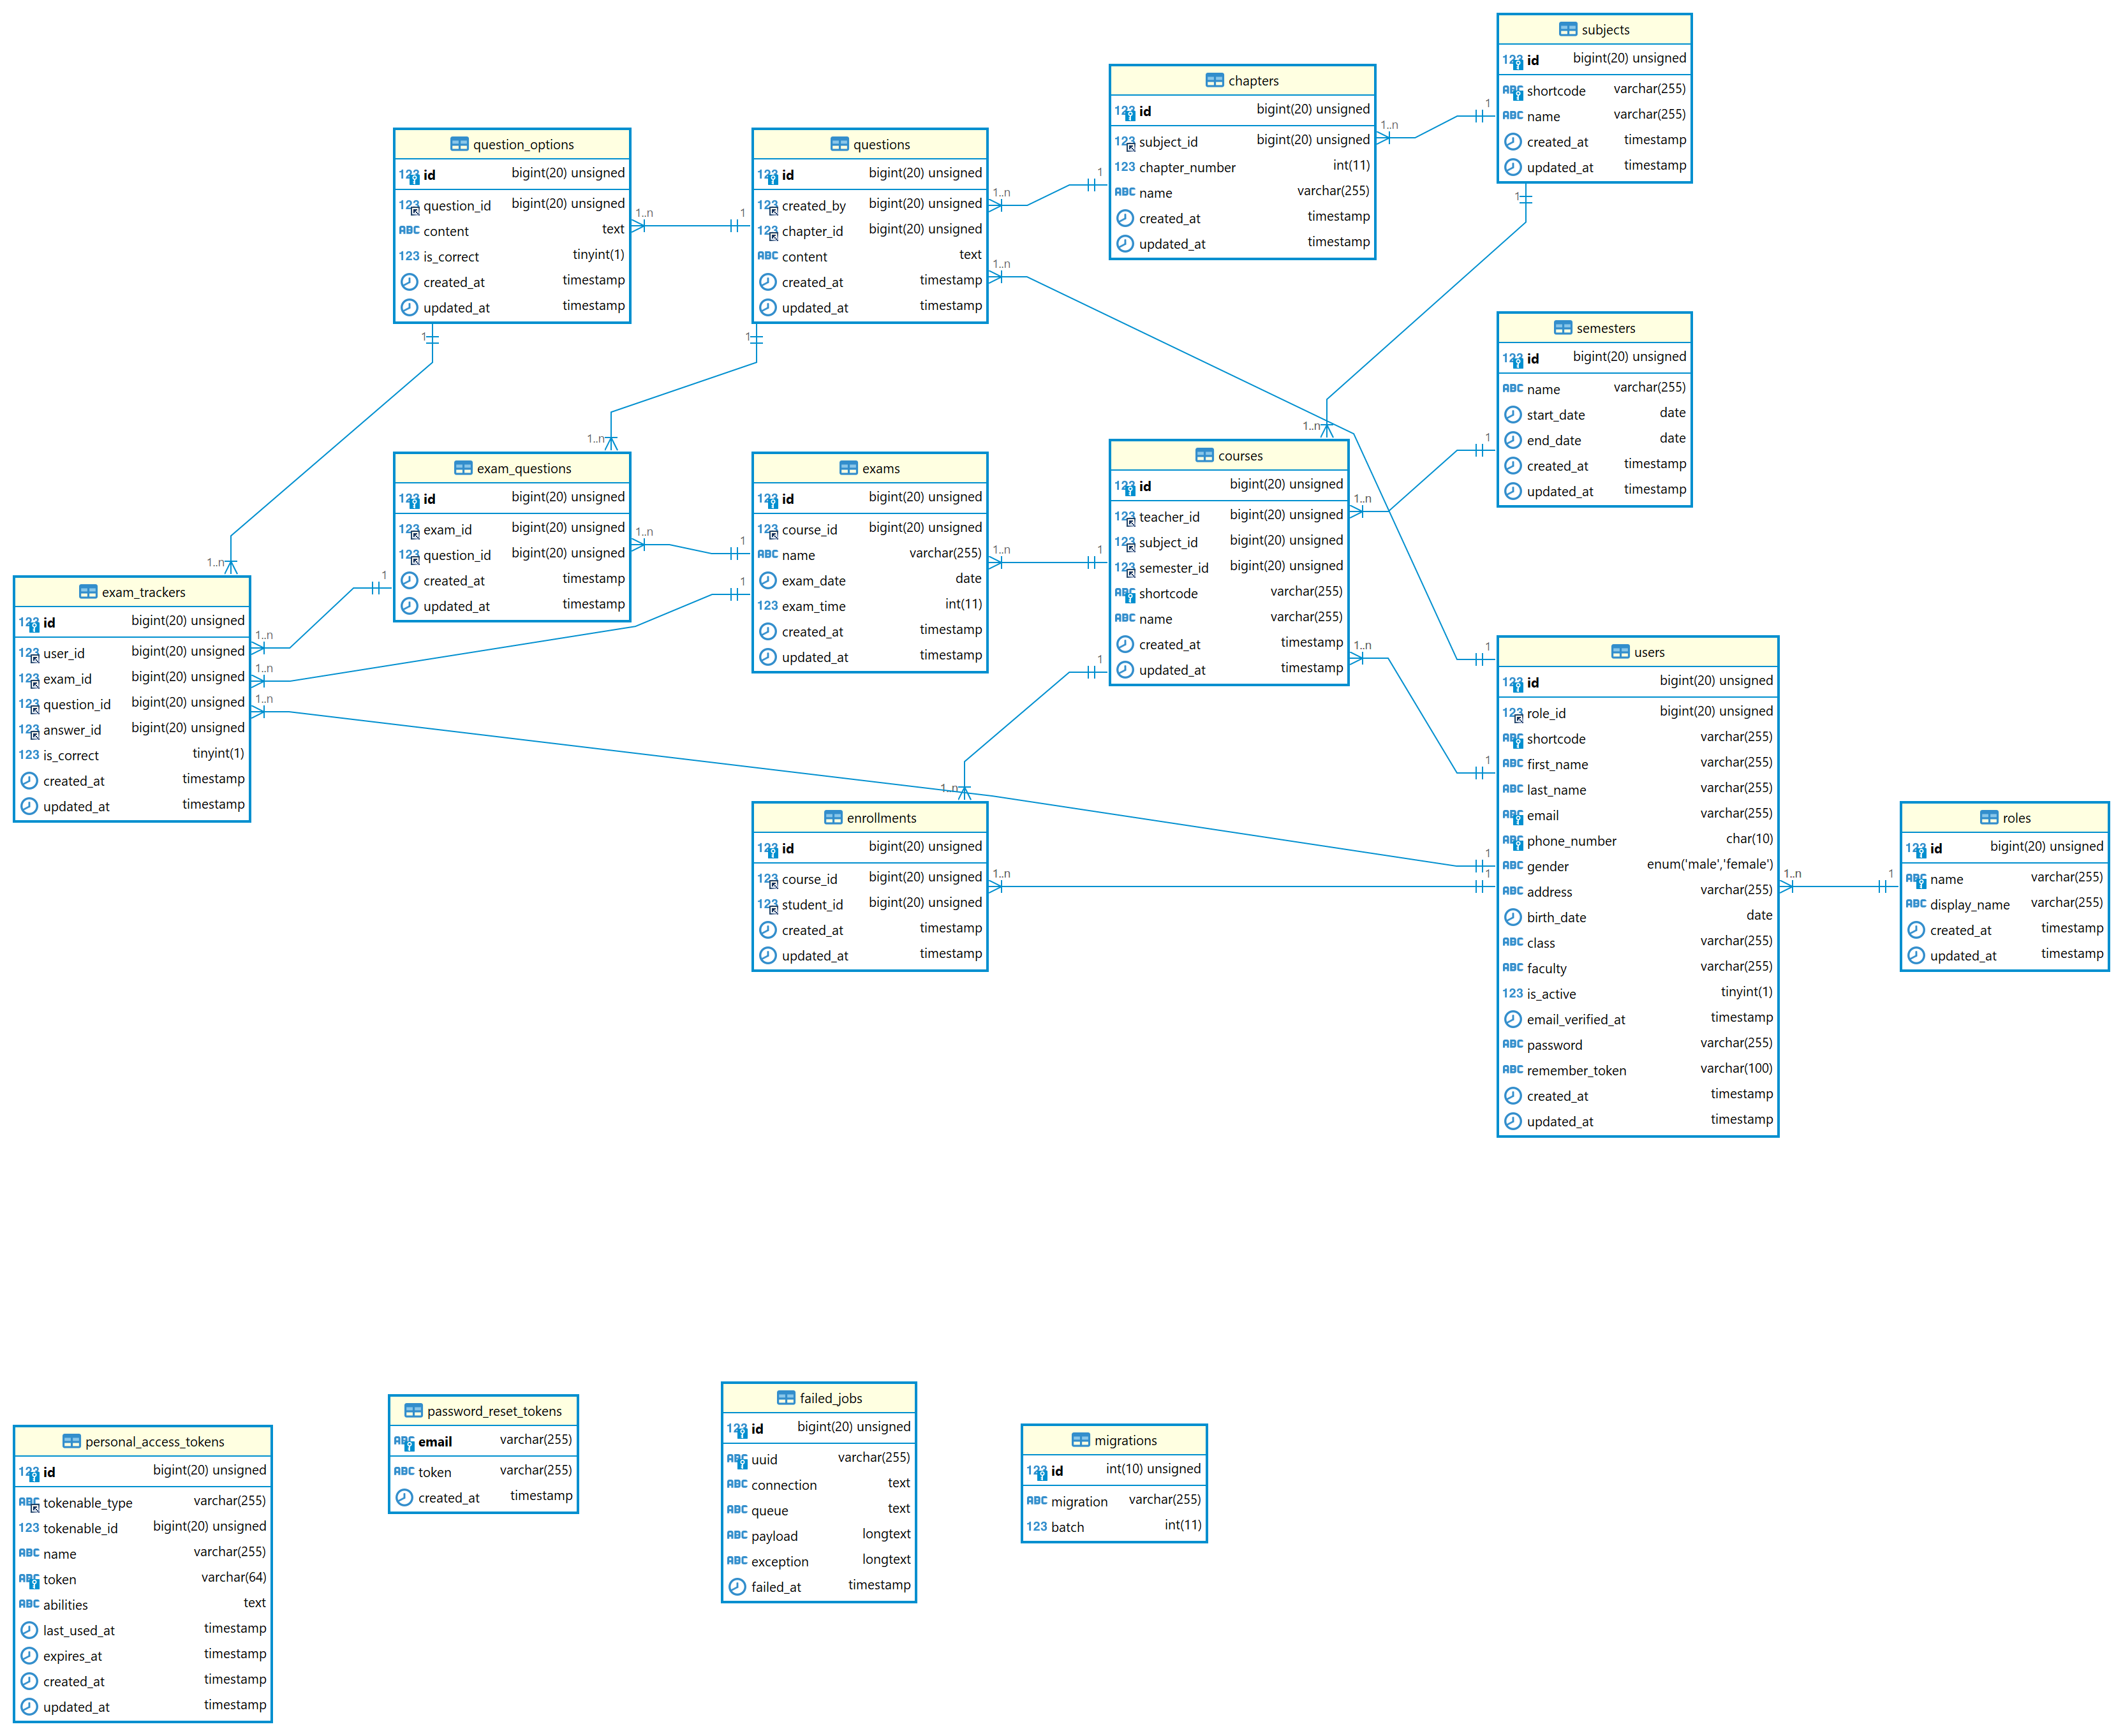 subjects
id bigint(20) unsigned
shortcode varchar(255)
name varchar(255)
created_at timestamp
updated_at timestamp
chapters
id bigint(20) unsigned
subject_id bigint(20) unsigned
chapter_number int(11)
name varchar(255)
created_at timestamp
updated_at timestamp
1..n
1
question_options
id bigint(20) unsigned
question_id bigint(20) unsigned
content text
is_correct tinyint(1)
created_at timestamp
updated_at timestamp
1..n
1
questions
id bigint(20) unsigned
created_by bigint(20) unsigned
chapter_id bigint(20) unsigned
content text
created_at timestamp
updated_at timestamp
1..n
1
1..n
1
1
1
semesters
id bigint(20) unsigned
name varchar(255)
start_date date
end_date date
created_at timestamp
updated_at timestamp
1..n
1..n
exam_questions
id bigint(20) unsigned
exam_id bigint(20) unsigned
question_id bigint(20) unsigned
created_at timestamp
updated_at timestamp
1..n
1
1
exams
id bigint(20) unsigned
course_id bigint(20) unsigned
name varchar(255)
exam_date date
exam_time int(11)
created_at timestamp
updated_at timestamp
1..n
1
1
courses
id bigint(20) unsigned
teacher_id bigint(20) unsigned
subject_id bigint(20) unsigned
semester_id bigint(20) unsigned
shortcode varchar(255)
name varchar(255)
created_at timestamp
updated_at timestamp
1..n
1
1..n
1..n
1
exam_trackers
id bigint(20) unsigned
user_id bigint(20) unsigned
exam_id bigint(20) unsigned
question_id bigint(20) unsigned
answer_id bigint(20) unsigned
is_correct tinyint(1)
created_at timestamp
updated_at timestamp
1..n
1..n
1..n
1
1..n
enrollments
id bigint(20) unsigned
course_id bigint(20) unsigned
student_id bigint(20) unsigned
created_at timestamp
updated_at timestamp
1..n
1
1
1
1
users
id bigint(20) unsigned
role_id bigint(20) unsigned
shortcode varchar(255)
first_name varchar(255)
last_name varchar(255)
email varchar(255)
phone_number char(10)
gender enum('male','female')
address varchar(255)
birth_date date
class varchar(255)
faculty varchar(255)
is_active tinyint(1)
email_verified_at timestamp
password varchar(255)
remember_token varchar(100)
created_at timestamp
updated_at timestamp
1..n
1
roles
id bigint(20) unsigned
name varchar(255)
display_name varchar(255)
created_at timestamp
updated_at timestamp
personal_access_tokens
id bigint(20) unsigned
tokenable_type varchar(255)
tokenable_id bigint(20) unsigned
name varchar(255)
token varchar(64)
abilities text
last_used_at timestamp
expires_at timestamp
created_at timestamp
updated_at timestamp
password_reset_tokens
email varchar(255)
token varchar(255)
created_at timestamp
failed_jobs
id bigint(20) unsigned
uuid varchar(255)
connection text
queue text
payload longtext
exception longtext
failed_at timestamp
migrations
id int(10) unsigned
migration varchar(255)
batch int(11)